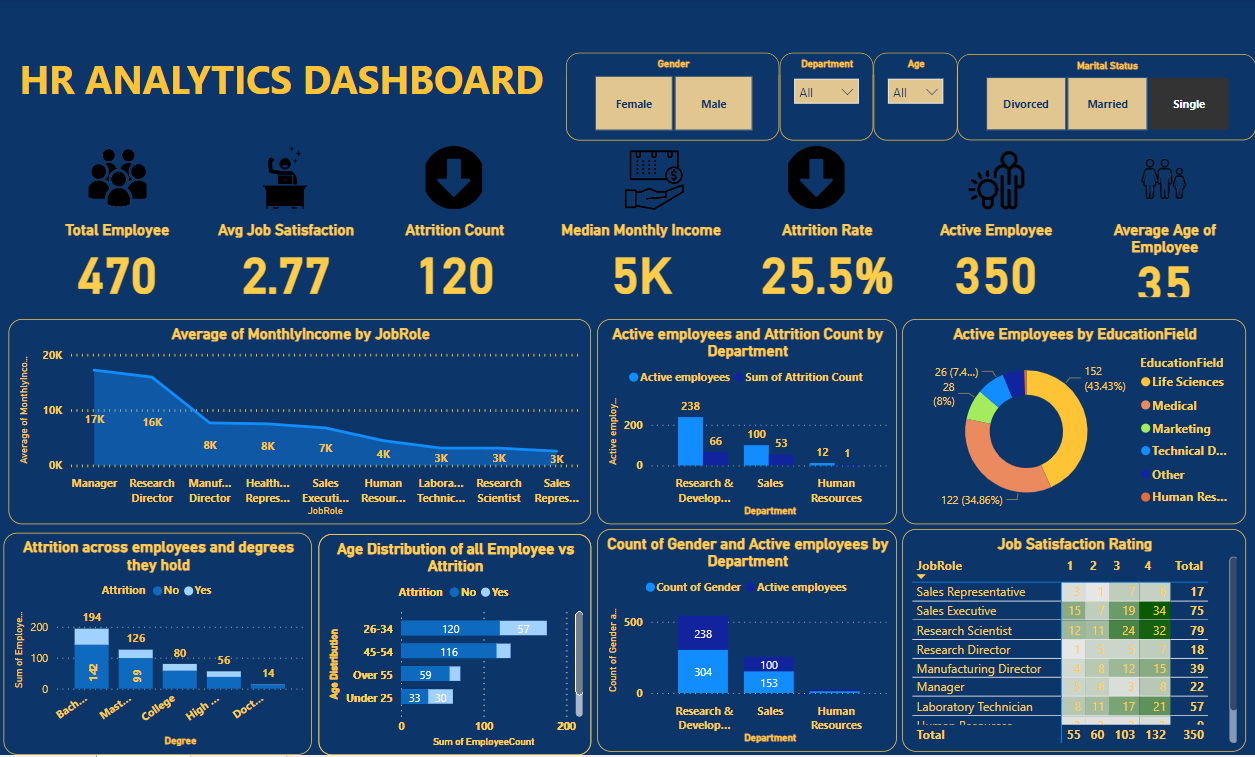 HR ANALYTICS DASHBOARD
Gender
Female Male
Department
All
Age
All
Marital Status
Divorced Married Single
Total Employee
470
Avg Job Satisfaction
2.77
Attrition Count
120
Median Monthly Income
5K
Attrition Rate
25.5%
Active Employee
350
Average Age of
Employee
35
Average of MonthlyIncome by JobRole
Average of MonthlyInco...
20K
10K
0K
17K 16K 8K 8K 7K 4K 3K 3K 3K
Manager Research Manuf... Health... Sales Human Labora... Research Sales
Director Director Repres... Executi... Resour... Technic... Scientist Repres...
JobRole
Active employees and Attrition Count by
Department
Active employees Sum of Attrition Count
Active employ...
200
0
238 66 100 53 12 1
Research & Sales Human
Develop... Resources
Department
Active Employees by EducationField
152
(43.43%)
122 (34.86%)
28
(8%)
26 (7.4...)
EducationField
Life Sciences
Medical
Marketing
Technical D...
Other
Human Res...
Attrition across employees and degrees
they hold
Attrition No Yes
Sum of Employe...
200
100
0
194 126 80 56 14
142 99
Bach... Mast... College High ... Doct...
Degree
Age Distribution of all Employee vs
Attrition
Attrition No Yes
Age Distribution
26-34 120 57
45-54 116
Over 55 59
Under 25 33 30
0 100 200
Sum of EmployeeCount
Count of Gender and Active employees by
Department
Count of Gender Active employees
Count of Gender a...
500
0
238
304
100
153
Research & Sales Human
Develop... Resources
Department
Job Satisfaction Rating
JobRole 1 2 3 4 Total
Sales Representative 17
Sales Executive 15 7 19 34 75
Research Scientist 12 11 24 32 79
Research Director 18
Manufacturing Director 4 8 12 15 39
Manager 22
Laboratory Technician 8 11 17 21 57
Total 55 60 103 132 350